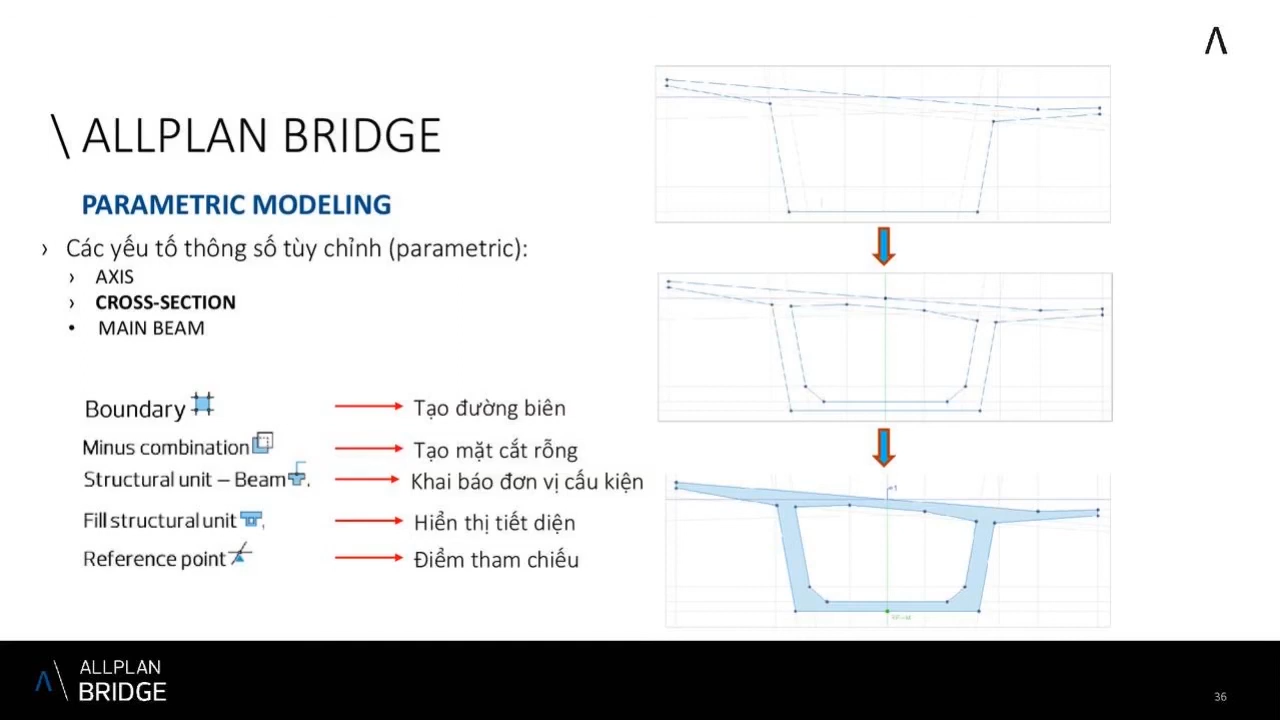 Λ
\ ALLPLAN BRIDGE
PARAMETRIC MODELING
› Các yếu tố thông số tùy chỉnh (parametric):
› AXIS
› CROSS-SECTION
• MAIN BEAM
Boundary Tạo đường biên
Minus combination Tạo mặt cắt rỗng
Structural unit – Beam Khai báo đơn vị cấu kiện
Fill structural unit Hiển thị tiết diện
Reference point Điểm tham chiếu
1
ALLPLAN
BRIDGE
36